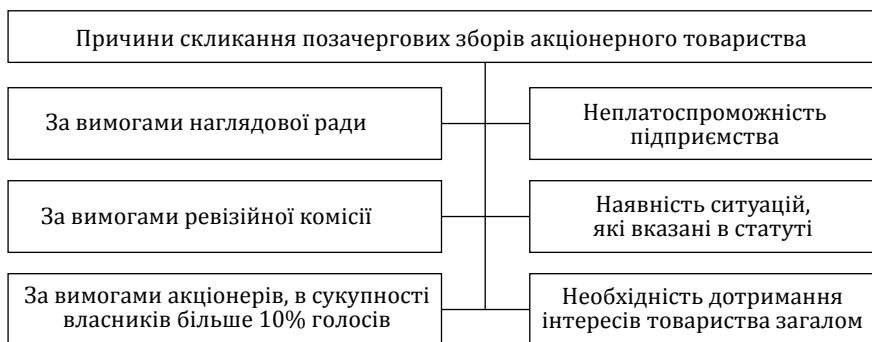 Причини скликання позачергових зборів акціонерного товариства
За вимогами наглядової ради
Неплатоспроможність
підприємства
За вимогами ревізійної комісії
Наявність ситуацій,
які вказані в статуті
За вимогами акціонерів, в сукупності
власників більше 10% голосів
Необхідність дотримання
інтересів товариства загалом